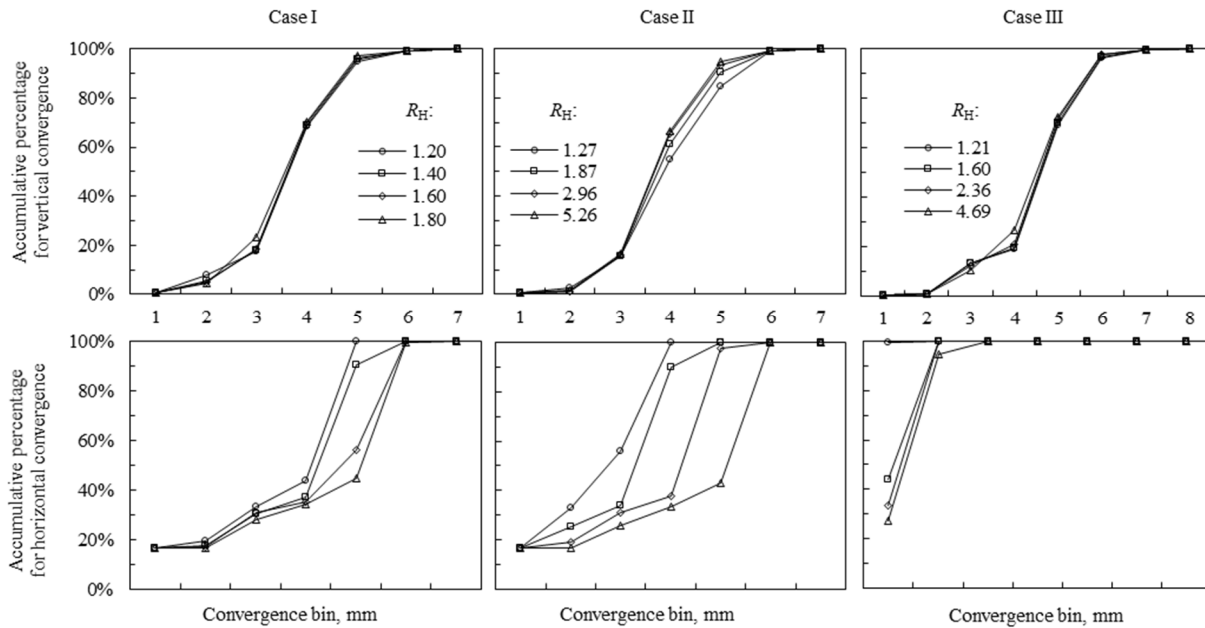 Case I
Case II
Case III
Accumulative percentage
for vertical convergence
100%
80%
60%
40%
20%
0%
R_H:
1.20
1.40
1.60
1.80
R_H:
1.27
1.87
2.96
5.26
R_H:
1.21
1.60
2.36
4.69
1 2 3 4 5 6 7
1 2 3 4 5 6 7
1 2 3 4 5 6 7 8
Accumulative percentage
for horizontal convergence
100%
80%
60%
40%
20%
0%
Convergence bin, mm
Convergence bin, mm
Convergence bin, mm